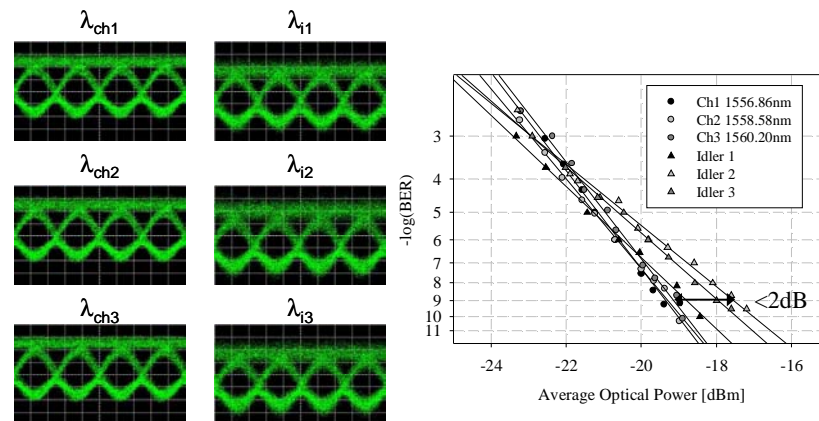 λch1
λi1
λch2
λi2
λch3
λi3
-log(BER)
3
4
5
6
7
8
9
10
11
Ch1 1556.86nm
Ch2 1558.58nm
Ch3 1560.20nm
Idler 1
Idler 2
Idler 3
<2dB
-24 -22 -20 -18 -16
Average Optical Power [dBm]